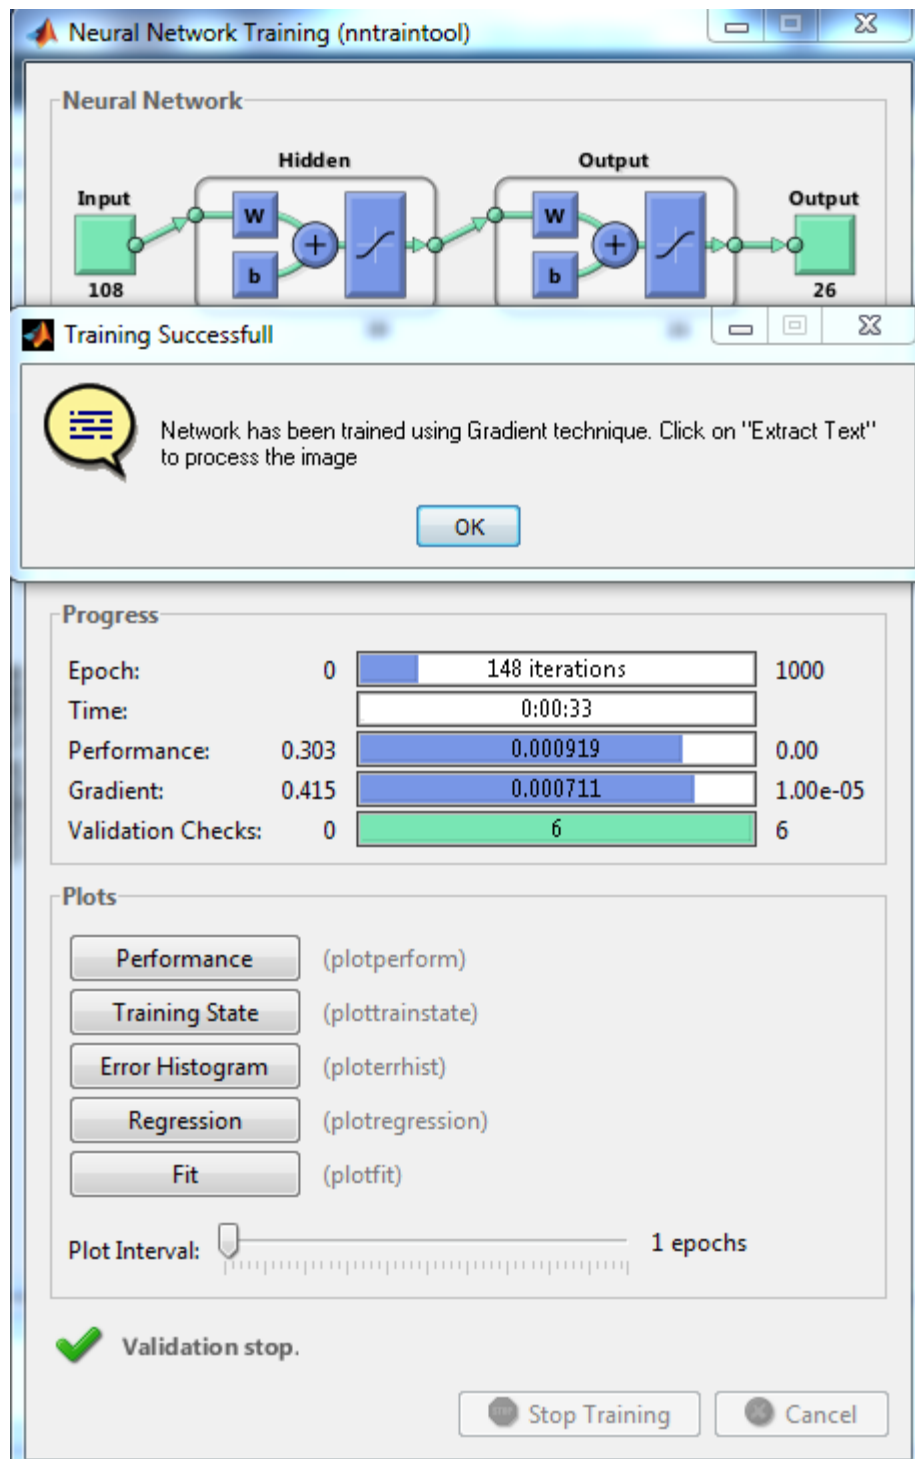 Neural Network Training (nntraintool)
Neural Network
Hidden
Output
Input
Output
W
b
+
W
b
+
108
26
Training Successfull
Network has been trained using Gradient technique. Click on "Extract Text"
to process the image
OK
Progress
Epoch: 0 148 iterations 1000
Time: 0:00:33
Performance: 0.303 0.000919 0.00
Gradient: 0.415 0.000711 1.00e-05
Validation Checks: 0 6 6
Plots
Performance (plotperform)
Training State (plottrainstate)
Error Histogram (ploterrhist)
Regression (plotregression)
Fit (plotfit)
Plot Interval: 1 epochs
Validation stop.
Stop Training Cancel